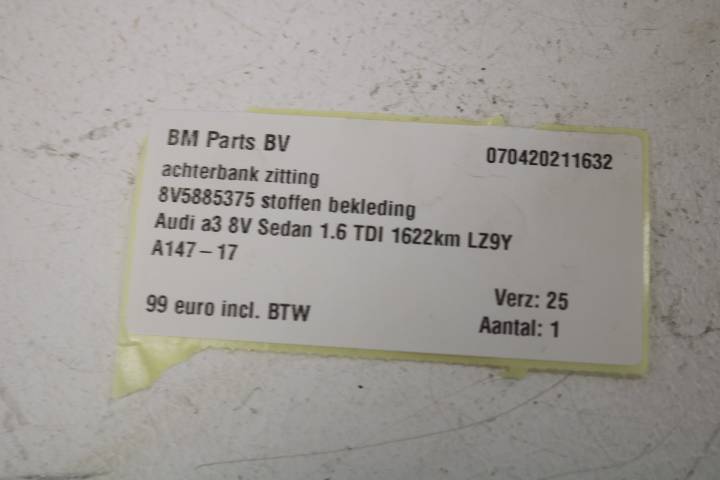 BM Parts BV
070420211632
achterbank zitting
8V5885375 stoffen bekleding
Audi a3 8V Sedan 1.6 TDI 1622km LZ9Y
A147-17
99 euro incl. BTW
Verz: 25
Aantal: 1